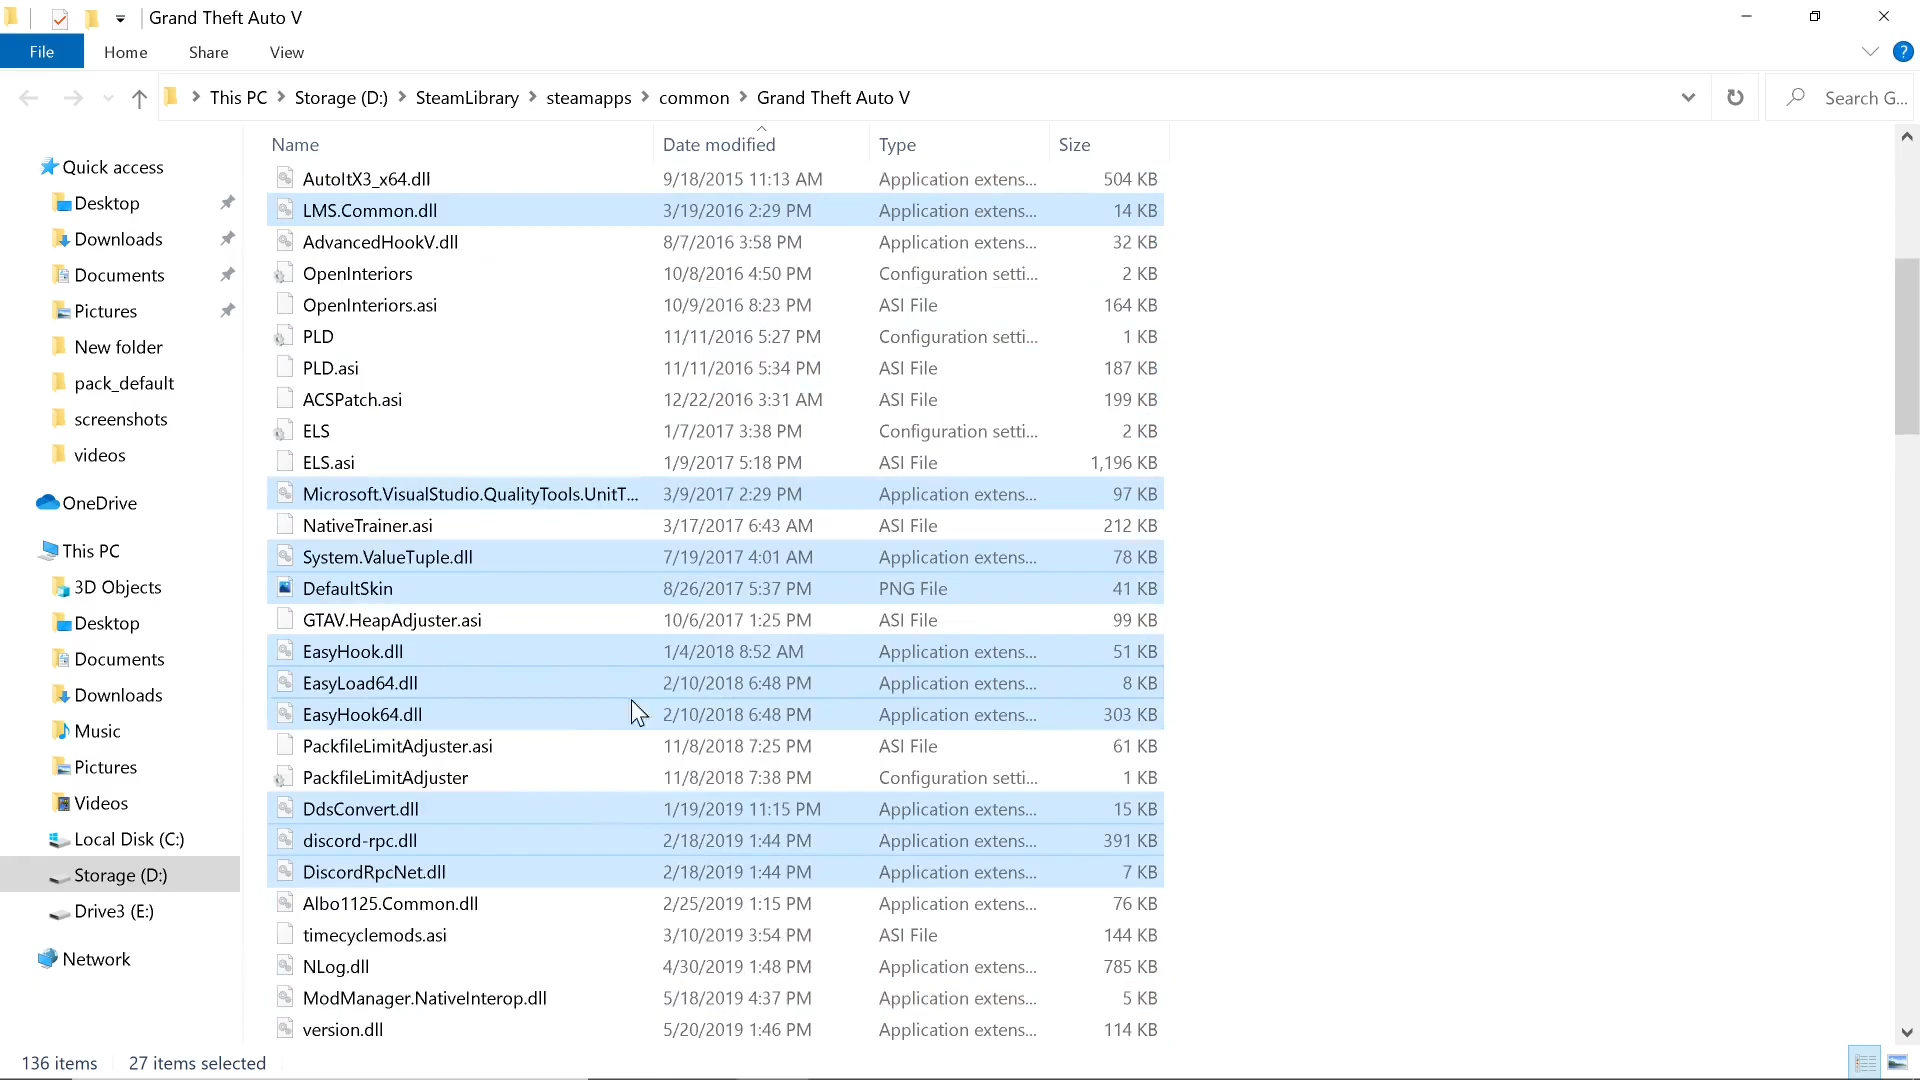 Grand Theft Auto V
File Home Share View
This PC Storage (D:) SteamLibrary steamapps common Grand Theft Auto V Search G...
Quick access
Desktop
Downloads
Documents
Pictures
New folder
pack_default
screenshots
videos
OneDrive
This PC
3D Objects
Desktop
Documents
Downloads
Music
Pictures
Videos
Local Disk (C:)
Storage (D:)
Drive3 (E:)
Network
Name Date modified Type Size
AutoItX3_x64.dll 9/18/2015 11:13 AM Application extens... 504 KB
LMS.Common.dll 3/19/2016 2:29 PM Application extens... 14 KB
AdvancedHookV.dll 8/7/2016 3:58 PM Application extens... 32 KB
OpenInteriors 10/8/2016 4:50 PM Configuration setti... 2 KB
OpenInteriors.asi 10/9/2016 8:23 PM ASI File 164 KB
PLD 11/11/2016 5:27 PM Configuration setti... 1 KB
PLD.asi 11/11/2016 5:34 PM ASI File 187 KB
ACSPatch.asi 12/22/2016 3:31 AM ASI File 199 KB
ELS 1/7/2017 3:38 PM Configuration setti... 2 KB
ELS.asi 1/9/2017 5:18 PM ASI File 1,196 KB
Microsoft.VisualStudio.QualityTools.UnitT... 3/9/2017 2:29 PM Application extens... 97 KB
NativeTrainer.asi 3/17/2017 6:43 AM ASI File 212 KB
System.ValueTuple.dll 7/19/2017 4:01 AM Application extens... 78 KB
DefaultSkin 8/26/2017 5:37 PM PNG File 41 KB
GTAV.HeapAdjuster.asi 10/6/2017 1:25 PM ASI File 99 KB
EasyHook.dll 1/4/2018 8:52 AM Application extens... 51 KB
EasyLoad64.dll 2/10/2018 6:48 PM Application extens... 8 KB
EasyHook64.dll 2/10/2018 6:48 PM Application extens... 303 KB
PackfileLimitAdjuster.asi 11/8/2018 7:25 PM ASI File 61 KB
PackfileLimitAdjuster 11/8/2018 7:38 PM Configuration setti... 1 KB
DdsConvert.dll 1/19/2019 11:15 PM Application extens... 15 KB
discord-rpc.dll 2/18/2019 1:44 PM Application extens... 391 KB
DiscordRpcNet.dll 2/18/2019 1:44 PM Application extens... 7 KB
Albo1125.Common.dll 2/25/2019 1:15 PM Application extens... 76 KB
timecyclemods.asi 3/10/2019 3:54 PM ASI File 144 KB
NLog.dll 4/30/2019 1:48 PM Application extens... 785 KB
ModManager.NativeInterop.dll 5/18/2019 4:37 PM Application extens... 5 KB
version.dll 5/20/2019 1:46 PM Application extens... 114 KB
136 items 27 items selected